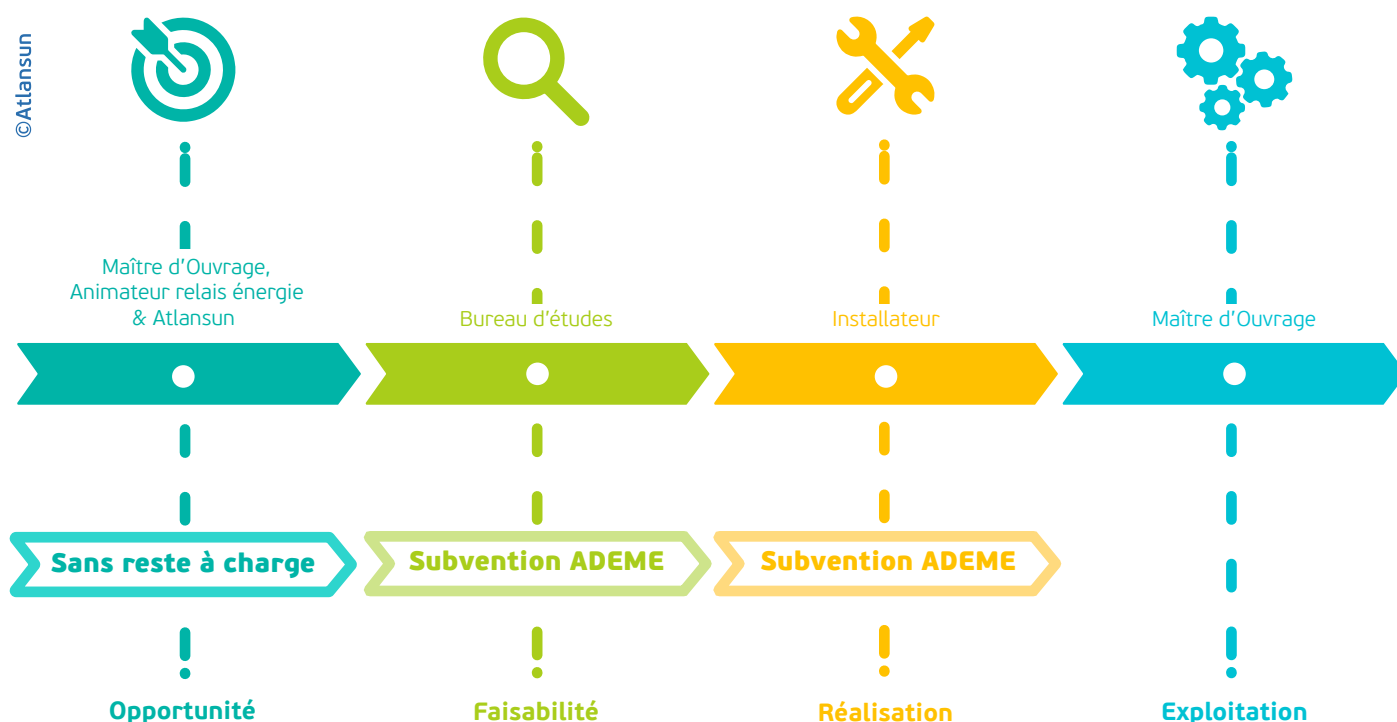 ©Atlansun
Maître d'Ouvrage,
Animateur relais énergie
& Atlansun
Bureau d'études
Installateur
Maître d'Ouvrage
Sans reste à charge
Subvention ADEME
Subvention ADEME
Opportunité
Faisabilité
Réalisation
Exploitation